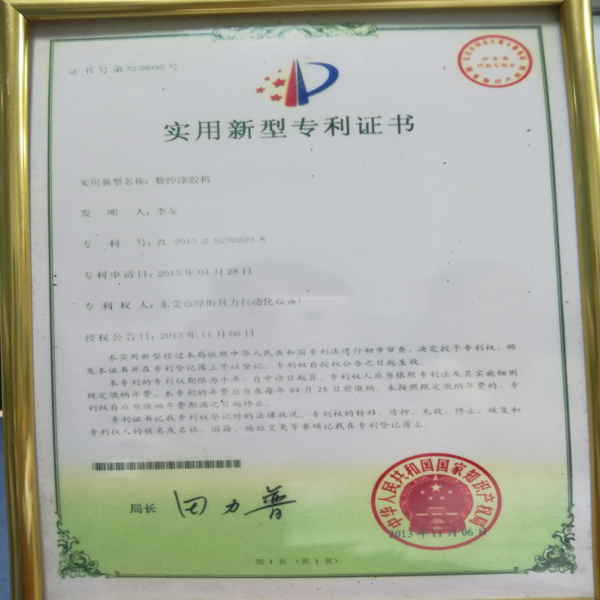 证书号第3238995号
实用新型专利证书
实用新型名称：数控涂胶机
发明人：李友
专利号：ZL 2013 2 0230209.8
专利申请日：2013年04月28日
专利权人：东莞市厚街具力自动化设备厂
授权公告日：2013年11月06日
本实用新型经过本局依照中华人民共和国专利法进行初步审查，决定授予专利权，颁
发本证书并在专利登记簿上予以登记。专利权自授权公告之日起生效。
本专利的专利权期限为十年，自申请日起算。专利权人应当依照专利法及其实施细则
规定缴纳年费。本专利的年费应当在每年04月28日前缴纳。未按照规定缴纳年费的，专
利权自应当缴纳年费期满之日起终止。
专利证书记载专利权登记时的法律状况。专利权的转移、质押、无效、终止、恢复和
专利权人的姓名或名称、国籍、地址变更等事项记载在专利登记簿上。
局长 田力普
中华人民共和国国家知识产权局
2013年11月06日
第1页（共1页）